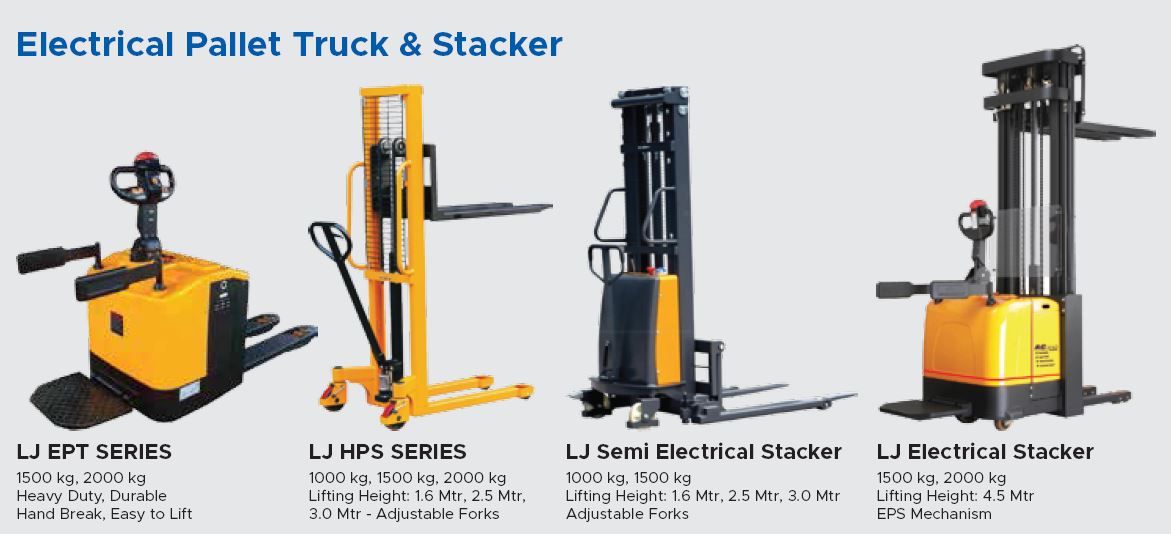 Electrical Pallet Truck & Stacker
LJ EPT SERIES
1500 kg, 2000 kg
Heavy Duty, Durable
Hand Break, Easy to Lift
LJ HPS SERIES
1000 kg, 1500 kg, 2000 kg
Lifting Height: 1.6 Mtr, 2.5 Mtr,
3.0 Mtr - Adjustable Forks
LJ Semi Electrical Stacker
1000 kg, 1500 kg
Lifting Height: 1.6 Mtr, 2.5 Mtr, 3.0 Mtr
Adjustable Forks
LJ Electrical Stacker
1500 kg, 2000 kg
Lifting Height: 4.5 Mtr
EPS Mechanism